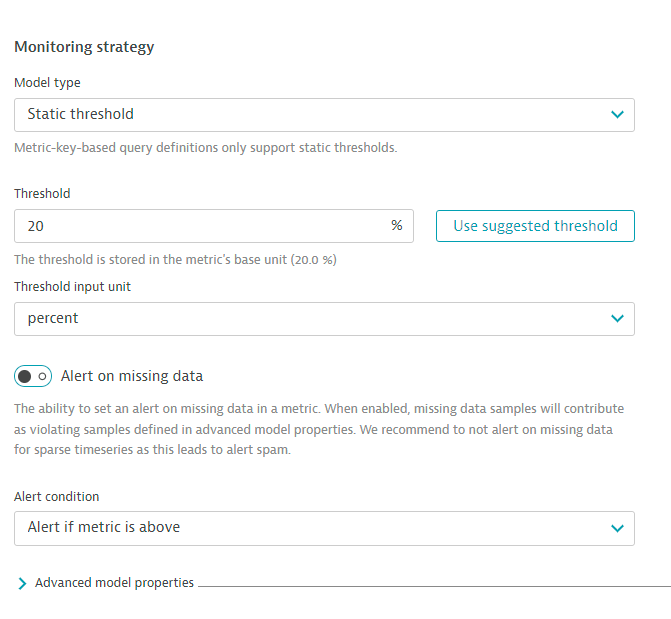 Monitoring strategy
Model type
Static threshold
Metric-key-based query definitions only support static thresholds.
Threshold
20 %
Use suggested threshold
The threshold is stored in the metric's base unit (20.0 %)
Threshold input unit
percent
Alert on missing data
The ability to set an alert on missing data in a metric. When enabled, missing data samples will contribute
as violating samples defined in advanced model properties. We recommend to not alert on missing data
for sparse timeseries as this leads to alert spam.
Alert condition
Alert if metric is above
Advanced model properties